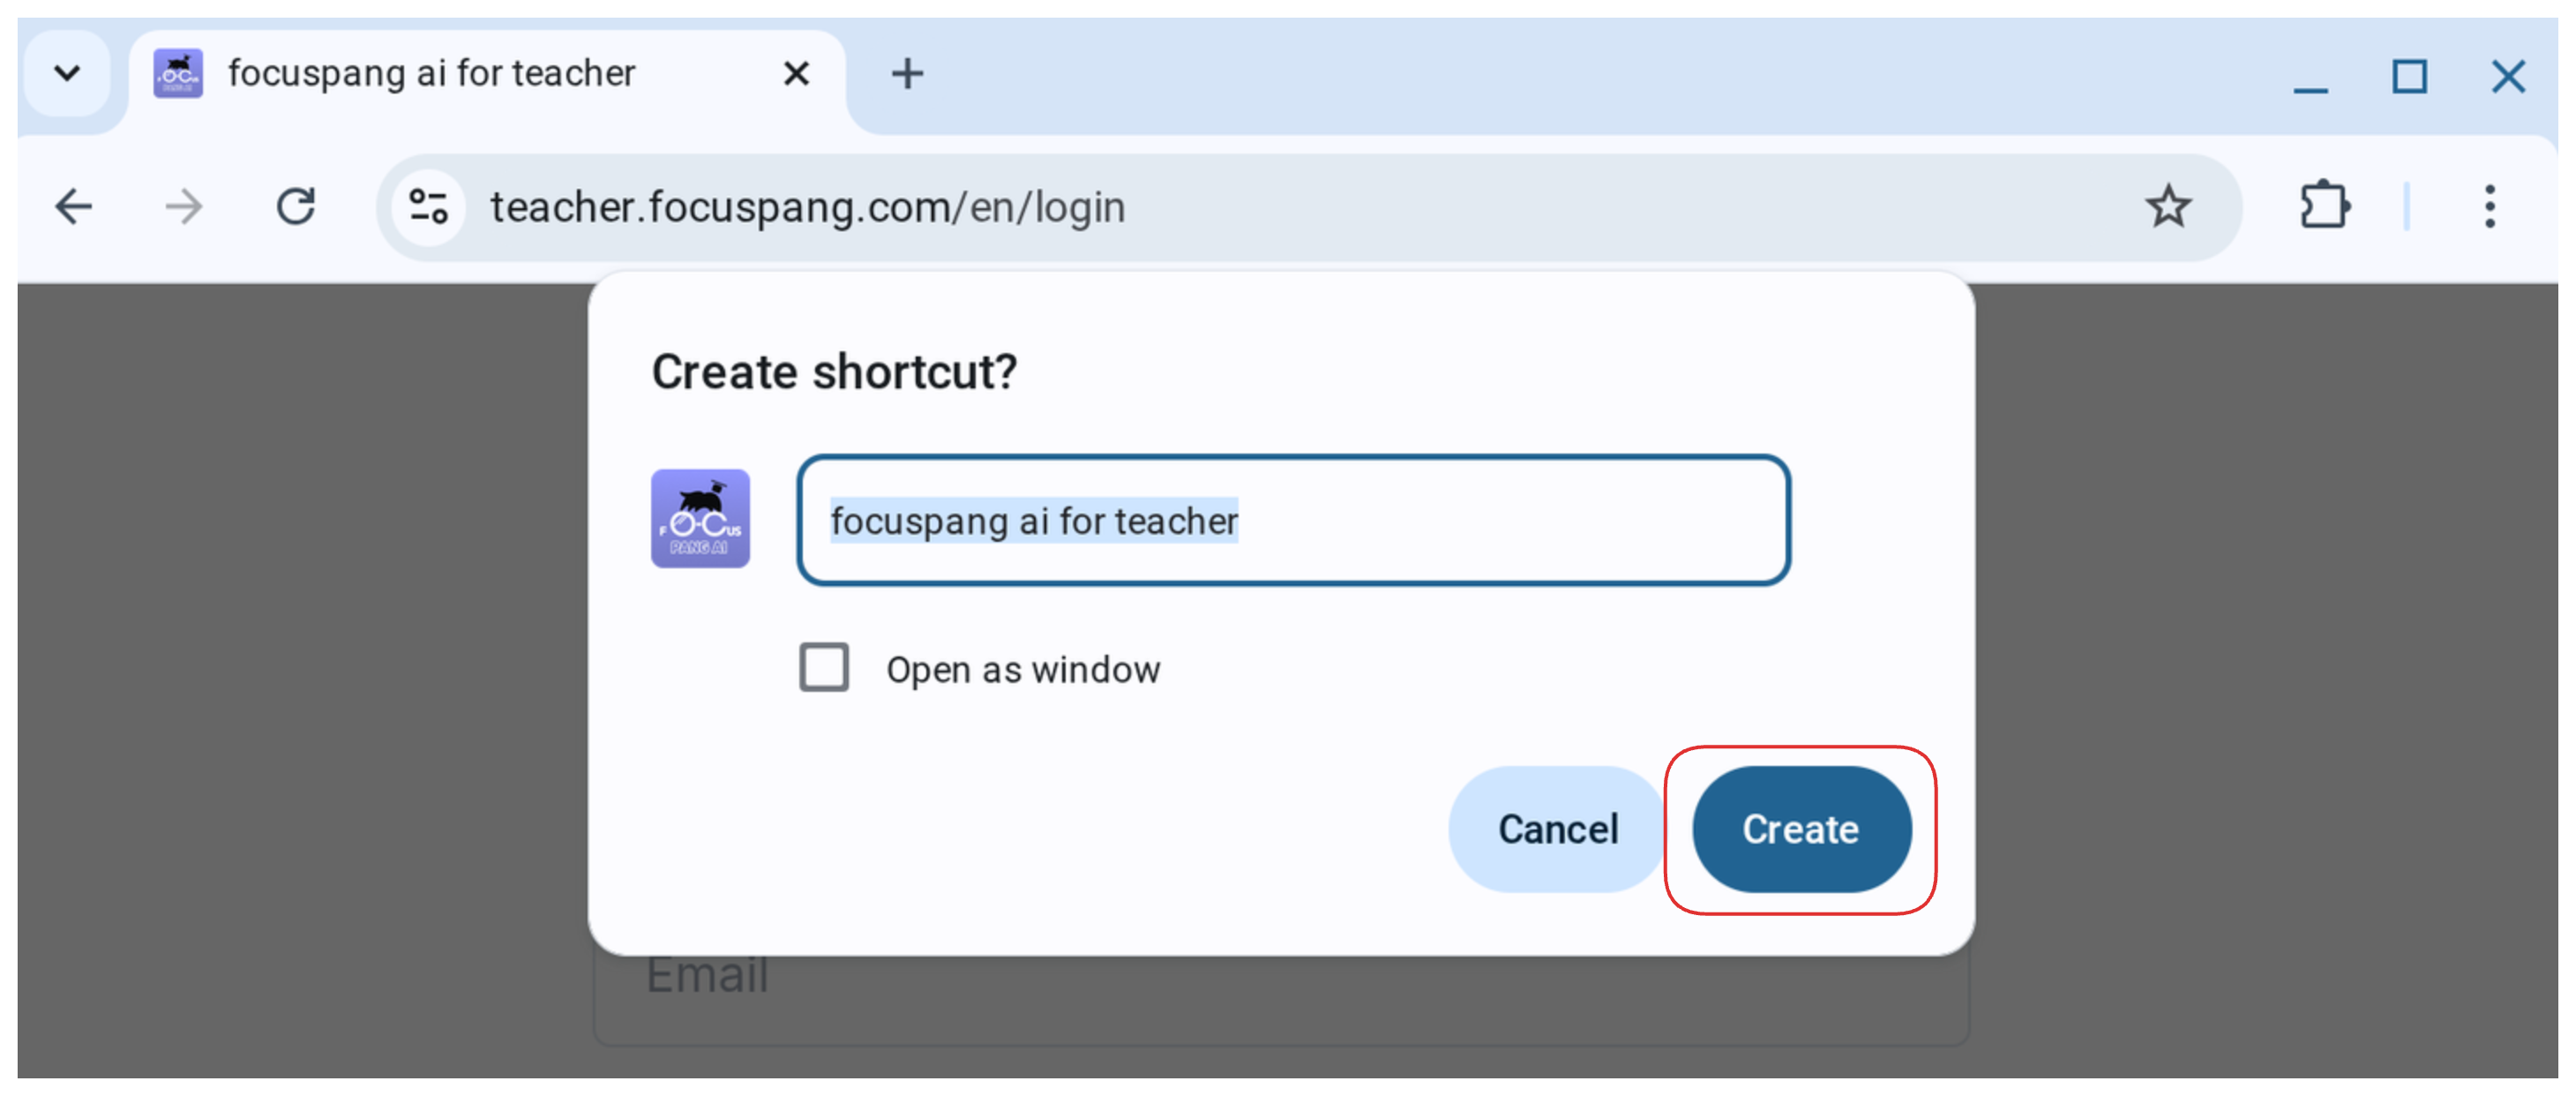 focuspang ai for teacher
teacher.focuspang.com/en/login
Create shortcut?
FOCUS
PANG AI
focuspang ai for teacher
Open as window
Cancel
Create
Email